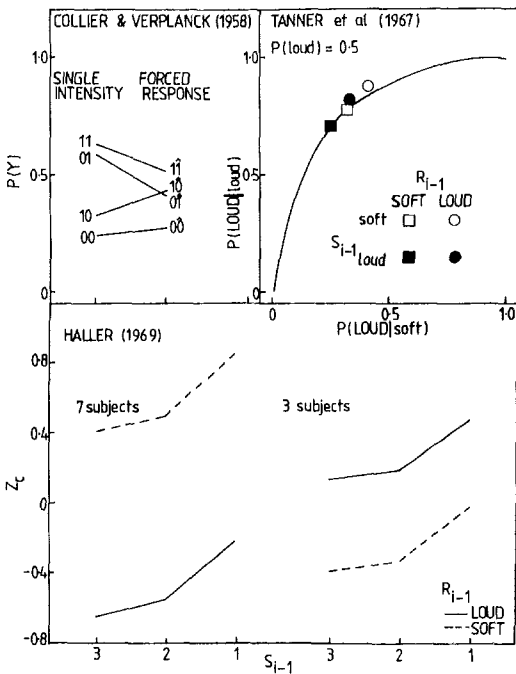 COLLIER & VERPLANCK (1958)
1·0
SINGLE INTENSITY
FORCED RESPONSE
P(Y)
0·5
0
11
01
10
00
11̂
10̂
01̂
00̂
TANNER et al (1967)
P(loud) = 0.5
1·0
P(LOUD|loud)
0·5
0
R i-1
SOFT LOUD
soft
S i-1 loud
0 0·5 1·0
P(LOUD|soft)
HALLER (1969)
0·8
7 subjects
3 subjects
0·4
Z c
0
-0·4
-0·8
R i-1
LOUD
SOFT
3 2 1 3 2 1
S i-1